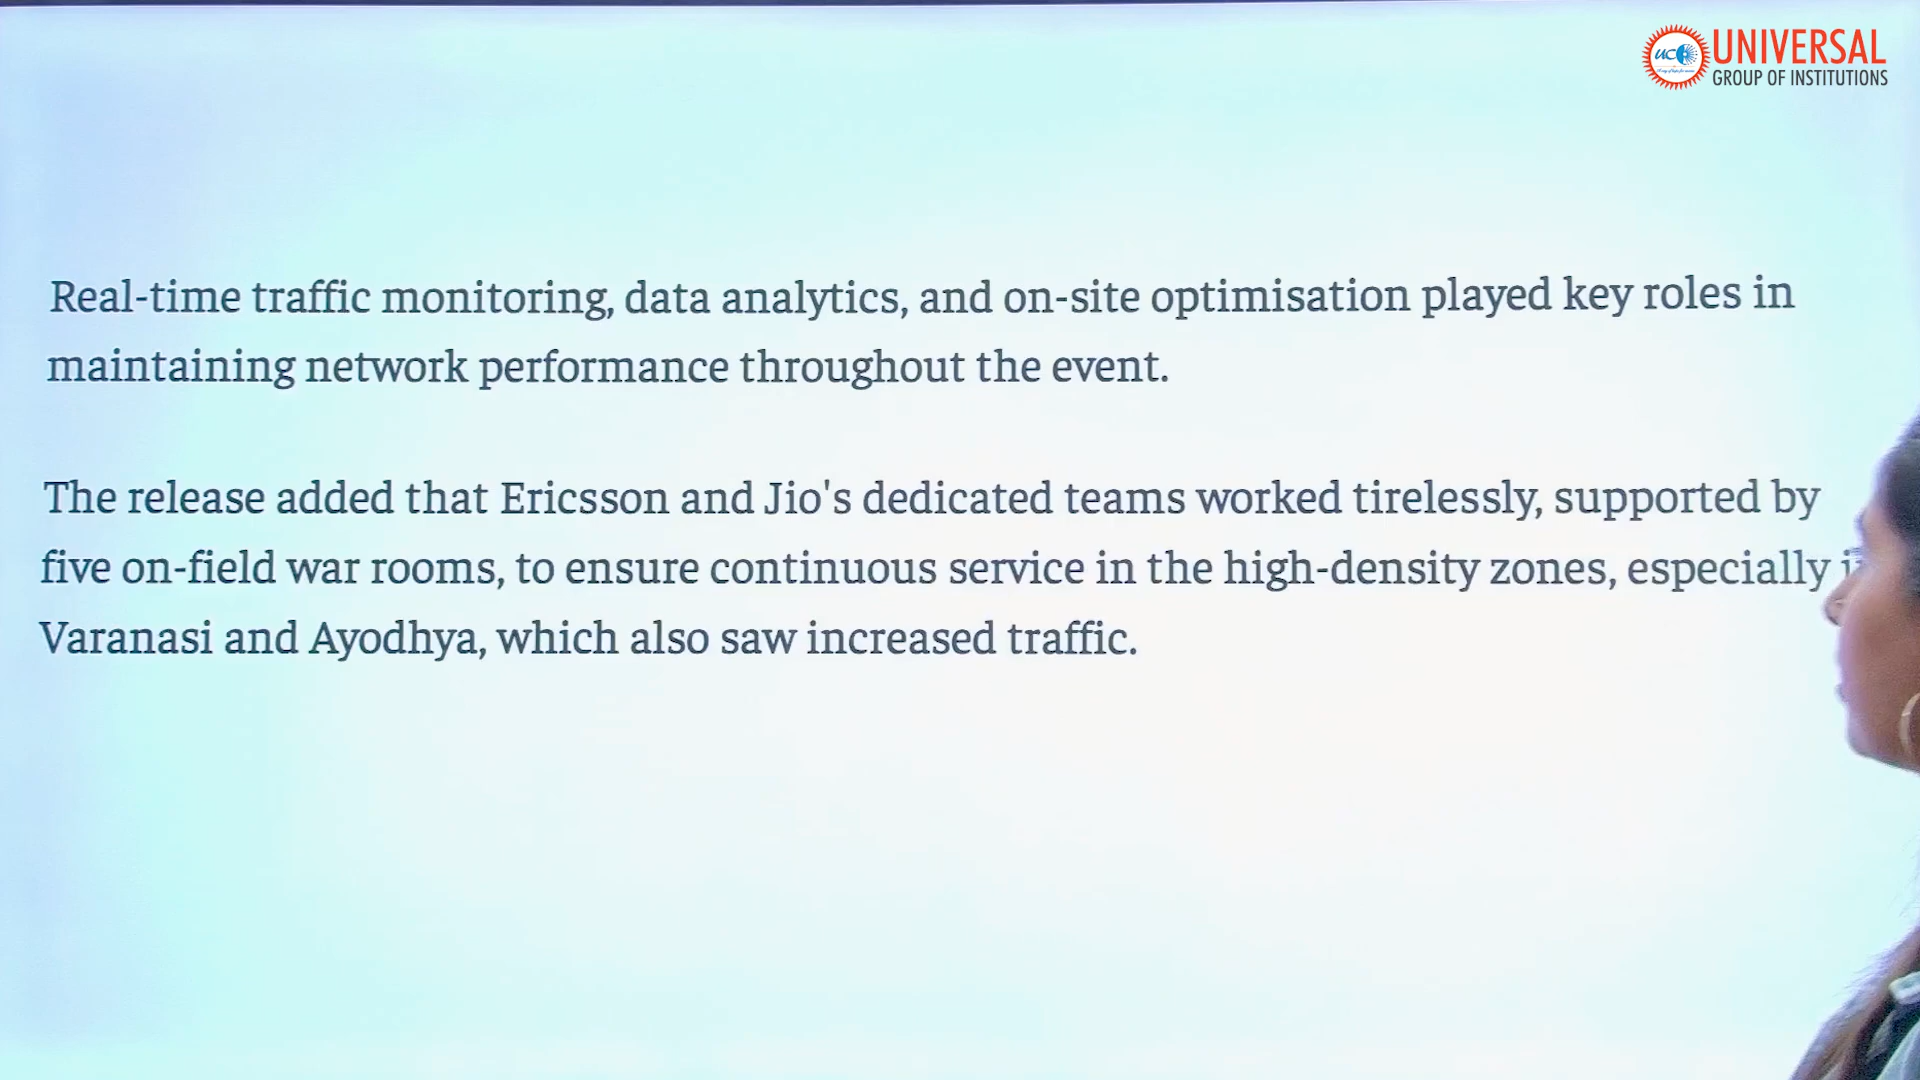 UNIVERSAL
GROUP OF INSTITUTIONS
UC
Real-time traffic monitoring, data analytics, and on-site optimisation played key roles in
maintaining network performance throughout the event.
The release added that Ericsson and Jio's dedicated teams worked tirelessly, supported by
five on-field war rooms, to ensure continuous service in the high-density zones, especially
Varanasi and Ayodhya, which also saw increased traffic.